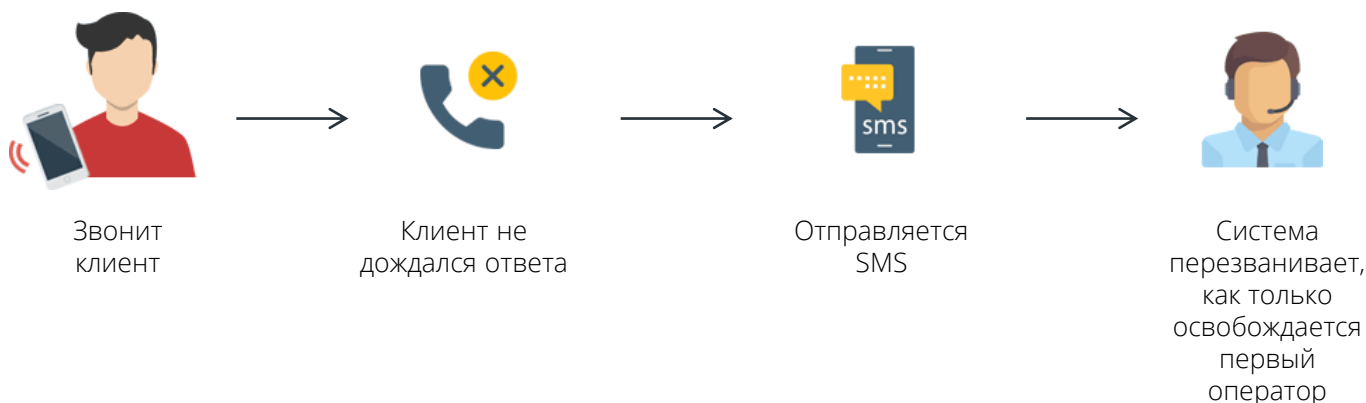 sms
Звонит
клиент
Клиент не
дождался ответа
Отправляется
SMS
Система
перезванивает,
как только
освобождается
первый
оператор